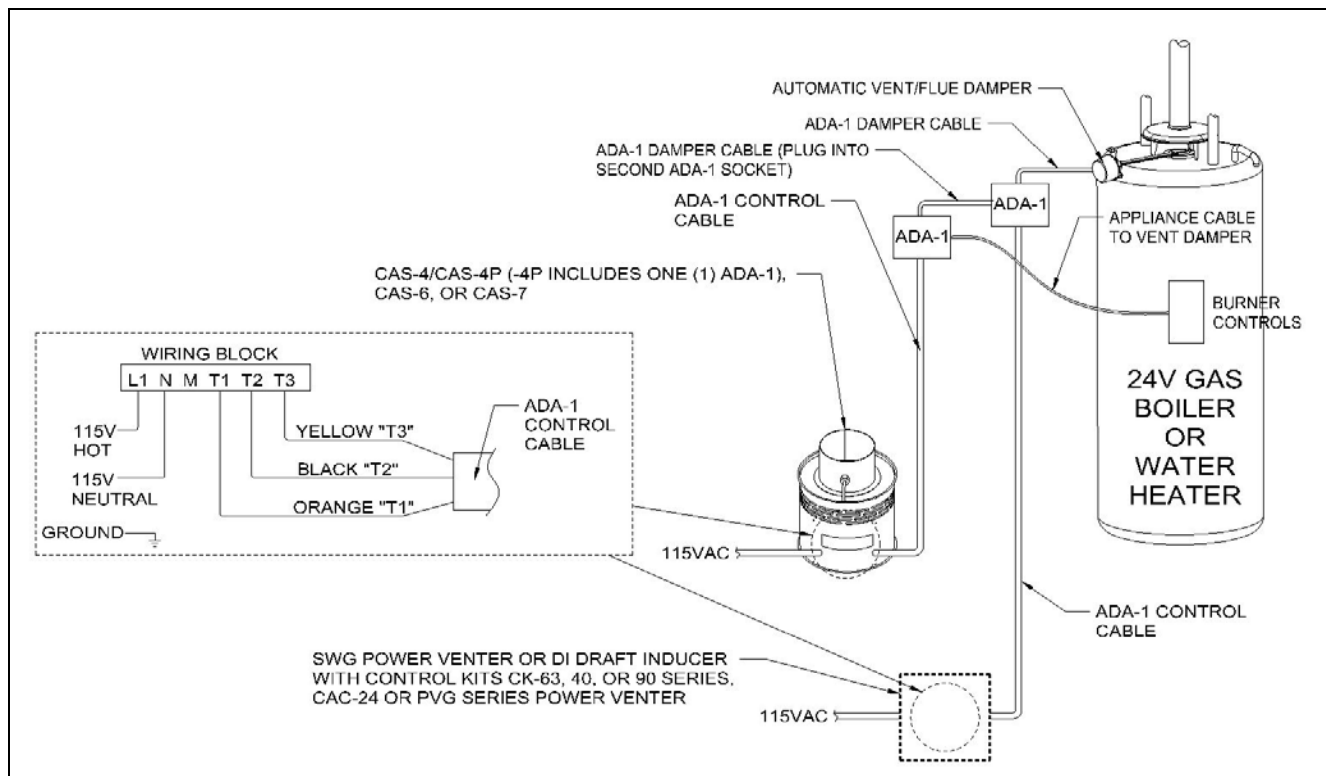 AUTOMATIC VENT/FLUE DAMPER
ADA-1 DAMPER CABLE
ADA-1 DAMPER CABLE (PLUG INTO
SECOND ADA-1 SOCKET)
ADA-1 CONTROL
CABLE
ADA-1
ADA-1
APPLIANCE CABLE
TO VENT DAMPER
CAS-4/CAS-4P (-4P INCLUDES ONE (1) ADA-1),
CAS-6, OR CAS-7
BURNER
CONTROLS
24V GAS
BOILER
OR
WATER
HEATER
WIRING BLOCK
L1 N M T1 T2 T3
115V
HOT
115V
NEUTRAL
GROUND
YELLOW "T3"
BLACK "T2"
ORANGE "T1"
ADA-1
CONTROL
CABLE
115VAC
ADA-1 CONTROL
CABLE
SWG POWER VENTER OR DI DRAFT INDUCER
WITH CONTROL KITS CK-63, 40, OR 90 SERIES,
CAC-24 OR PVG SERIES POWER VENTER
115VAC